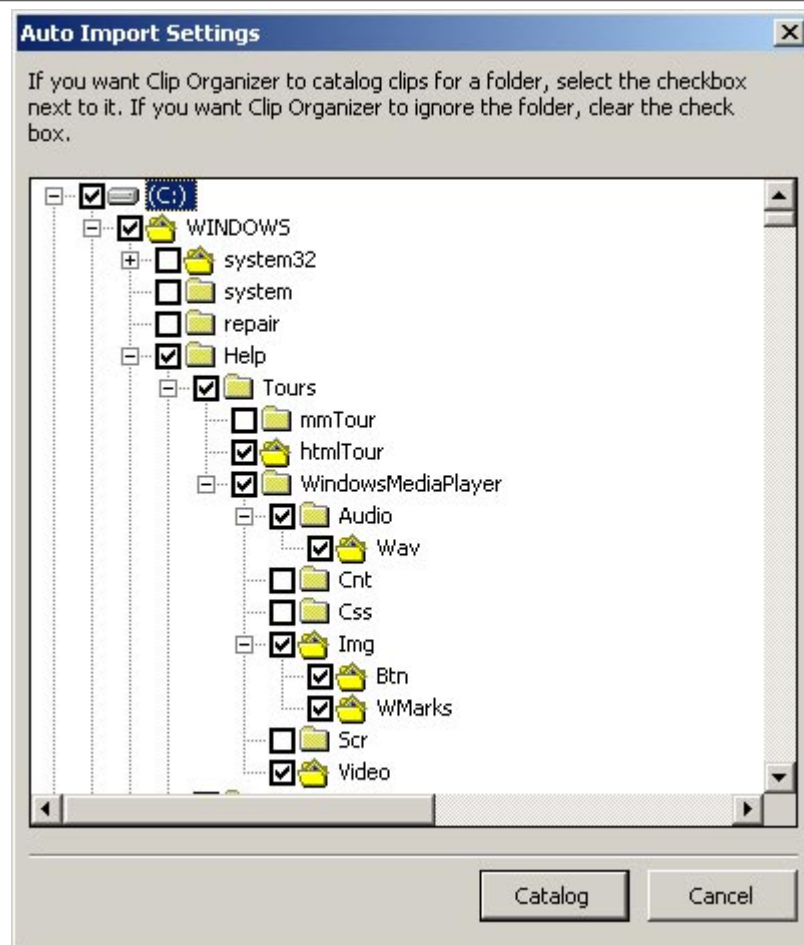 Auto Import Settings
If you want Clip Organizer to catalog clips for a folder, select the checkbox
next to it. If you want Clip Organizer to ignore the folder, clear the check
box.
(C:)
WINDOWS
system32
system
repair
Help
Tours
mmTour
htmlTour
WindowsMediaPlayer
Audio
Wav
Cnt
Css
Img
Btn
WMarks
Scr
Video
Catalog
Cancel